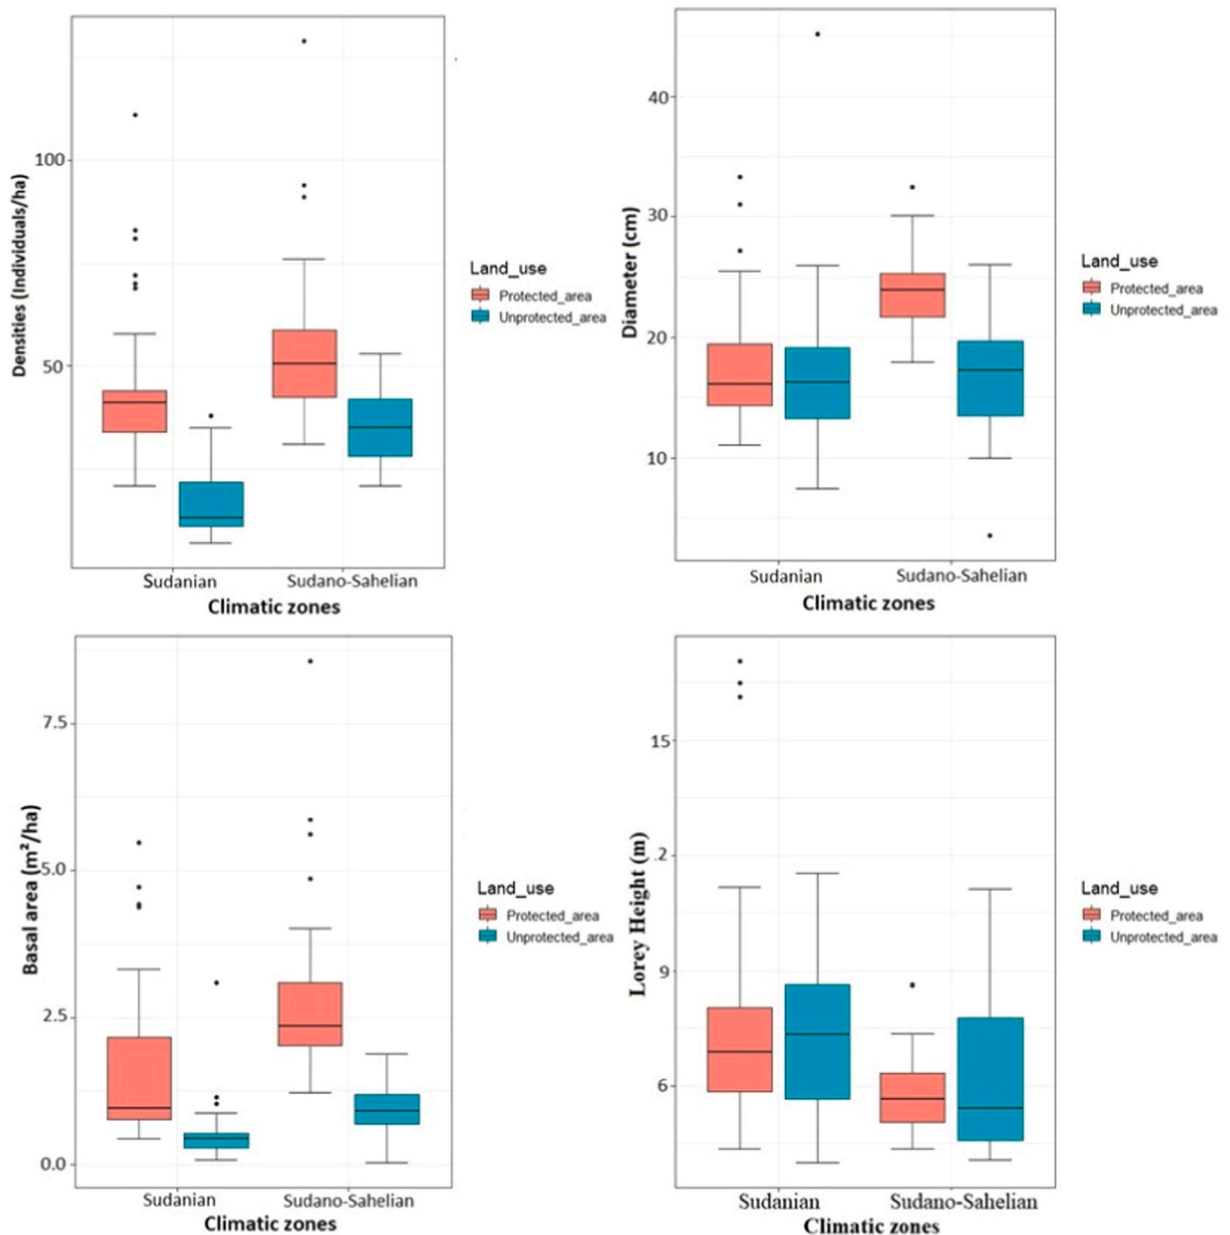 Densities (Individuals/ha)
100
50
Sudanian
Sudano-Sahelian
Climatic zones
Land_use
Protected_area
Unprotected_area
Diameter (cm)
40
30
20
10
Sudanian
Sudano-Sahelian
Climatic zones
Land_use
Protected_area
Unprotected_area
Basal area (m²/ha)
7.5
5.0
2.5
0.0
Sudanian
Sudano-Sahelian
Climatic zones
Land_use
Protected_area
Unprotected_area
Lorey Height (m)
15
2
9
6
Sudanian
Sudano-Sahelian
Climatic zones
Land_use
Protected_area
Unprotected_area